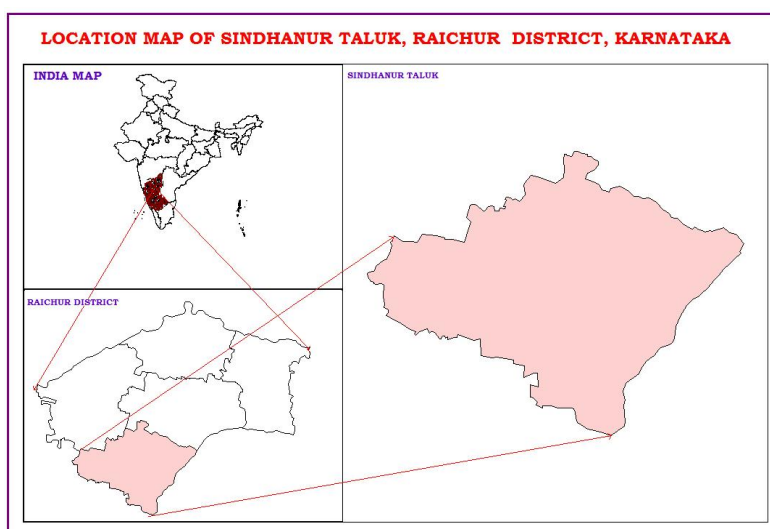 LOCATION MAP OF SINDHANUR TALUK, RAICHUR DISTRICT, KARNATAKA
INDIA MAP
SINDHANUR TALUK
RAICHUR DISTRICT